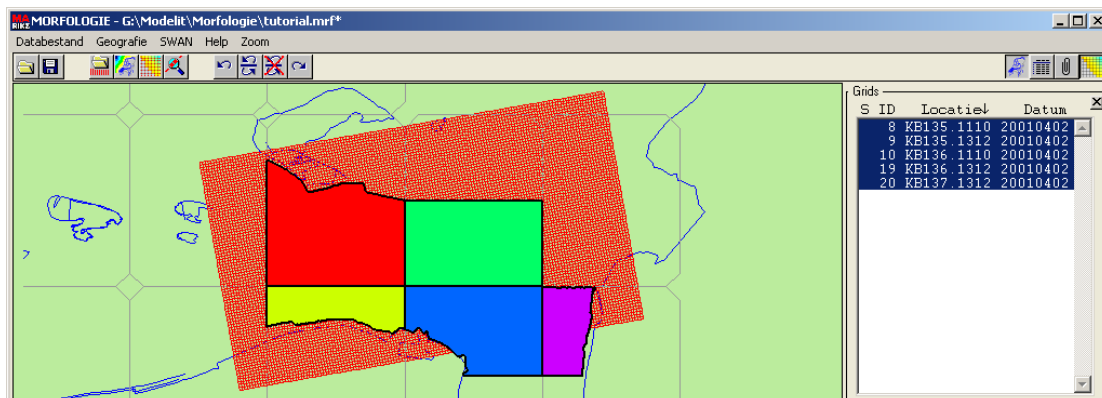 MORFOLOGIE - G:\Modelit\Morfologie\tutorial.mrf*
Databestand Geografie SWAN Help Zoom
Grids
S ID Locatie↓ Datum
8 KB135.1110 20010402
9 KB135.1312 20010402
10 KB136.1110 20010402
19 KB136.1312 20010402
20 KB137.1312 20010402